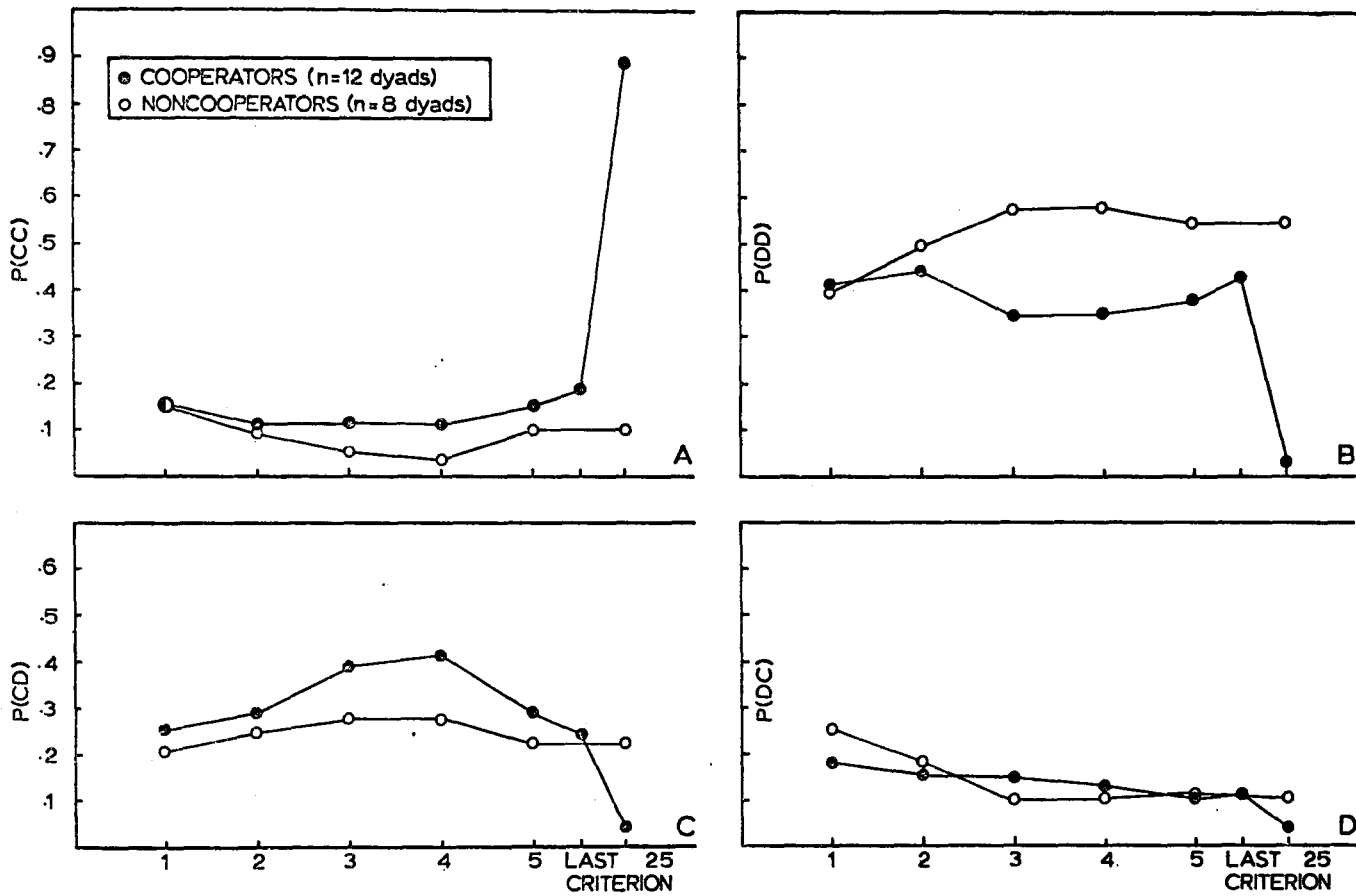 .9
.8
.7
.6
.5
.4
.3
.2
.1
P(CC)
COOPERATORS (n=12 dyads)
NONCOOPERATORS (n=8 dyads)
A
P(DD)
B
.6
.5
.4
.3
.2
.1
P(CD)
C
1 2 3 4 5 LAST 25
CRITERION
P(DC)
D
1 2 3 4 5 LAST 25
CRITERION